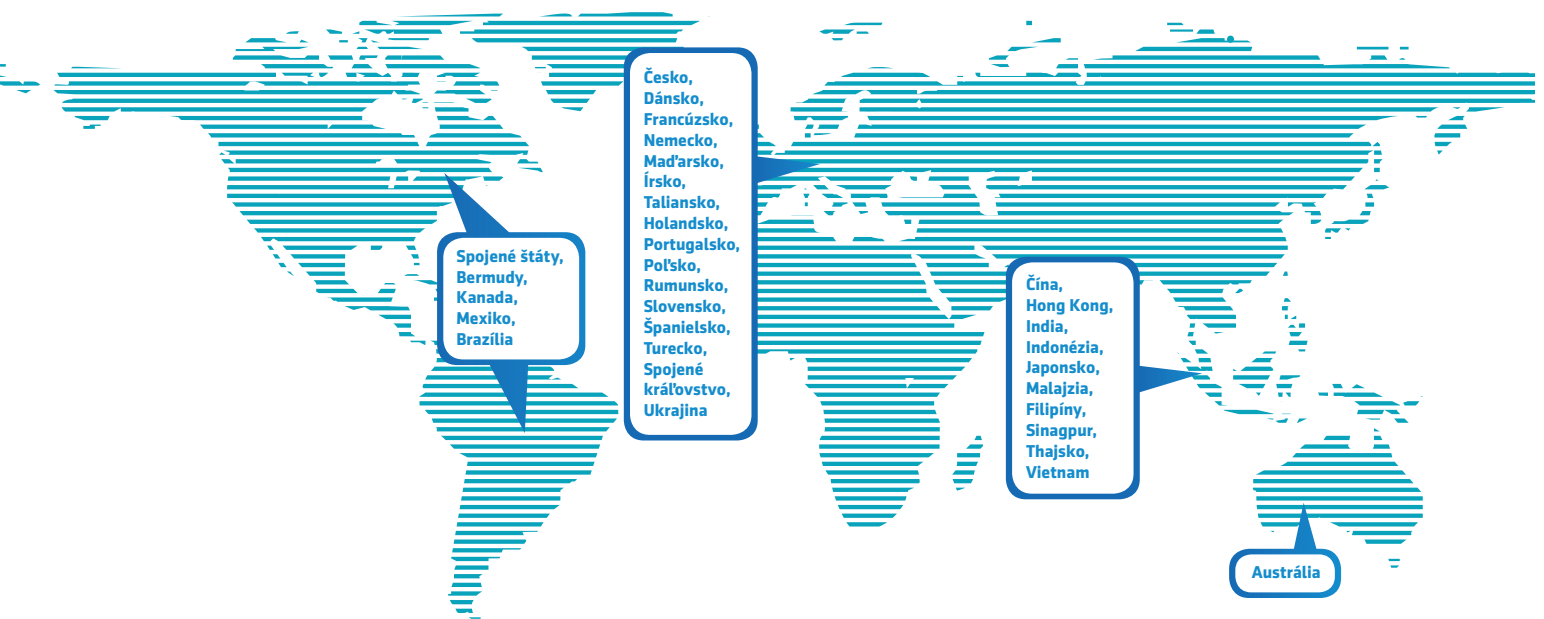 Spojené štáty,
Bermudy,
Kanada,
Mexiko,
Brazília
Česko,
Dánsko,
Francúzsko,
Nemecko,
Maďarsko,
Írsko,
Taliansko,
Holandsko,
Portugalsko,
Poľsko,
Rumunsko,
Slovensko,
Španielsko,
Turecko,
Spojené
kráľovstvo,
Ukrajina
Čína,
Hong Kong,
India,
Indonézia,
Japonsko,
Malajzia,
Filipíny,
Sinagpur,
Thajsko,
Vietnam
Austrália